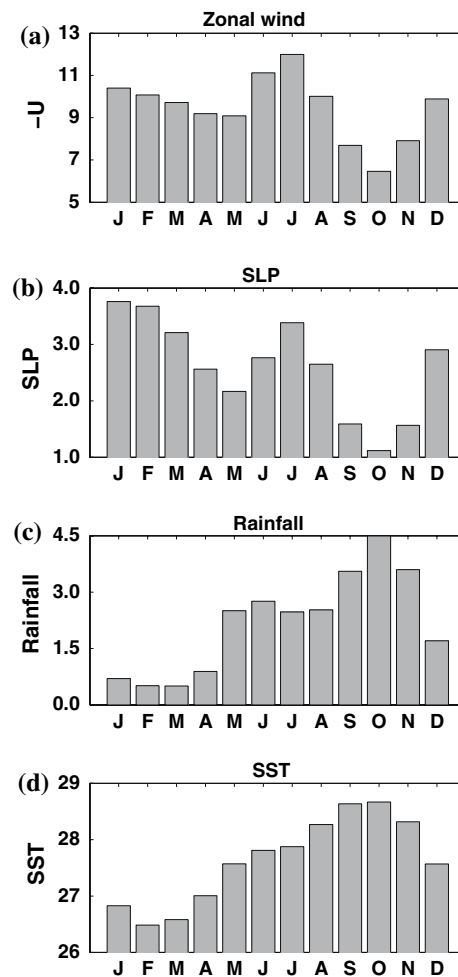 (a) Zonal wind
13
11
9
7
5
–U
J F M A M J J A S O N D
(b) SLP
4.0
3.0
2.0
1.0
SLP
J F M A M J J A S O N D
(c) Rainfall
4.5
3.0
1.5
0.0
Rainfall
J F M A M J J A S O N D
(d) SST
29
28
27
26
SST
J F M A M J J A S O N D